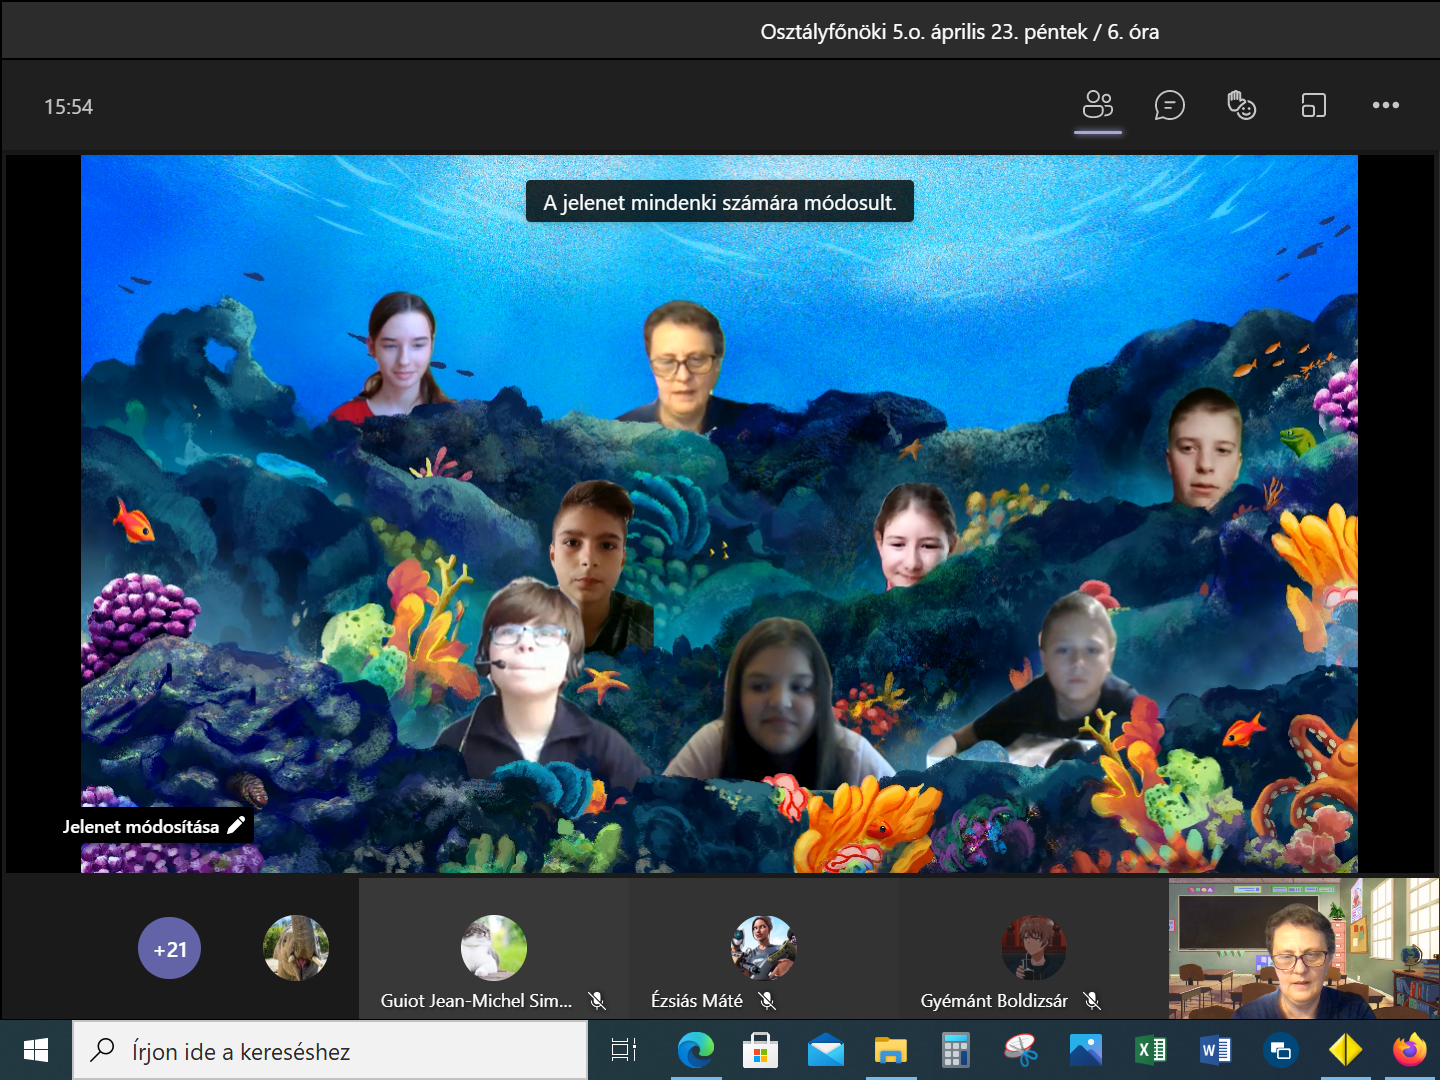 Osztályfőnöki 5.o. április 23. péntek / 6. óra
15:54
A jelenet mindenki számára módosult.
Jelenet módosítása
+21
Guiot Jean-Michel Sim...
Ézsiás Máté
Gyémánt Boldizsár
Írjon ide a kereséshez